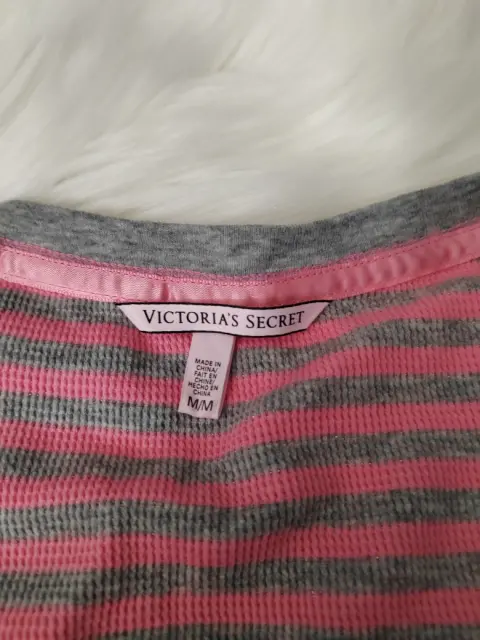 VICTORIA'S SECRET
MADE IN
CHINA/
FAIT EN
CHINE/
HECHO EN
CHINA
M/M